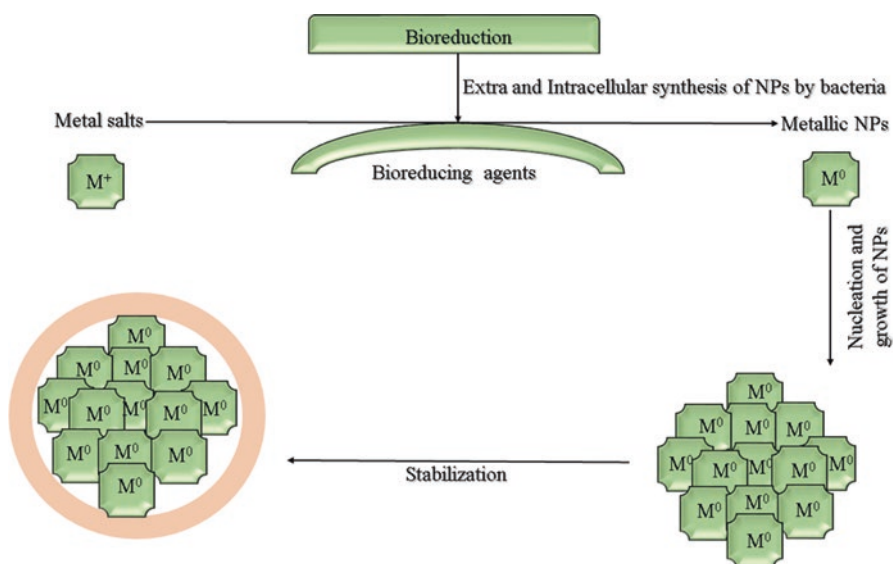 Bioreduction
Extra and Intracellular synthesis of NPs by bacteria
Metal salts
Metallic NPs
Bioreducing agents
M⁺
M⁰
Nucleation and
growth of NPs
M⁰
M⁰ M⁰ M⁰
M⁰ M⁰ M⁰ M⁰ M⁰
M⁰ M⁰ M⁰
M⁰
Stabilization
M⁰
M⁰ M⁰ M⁰
M⁰ M⁰ M⁰ M⁰ M⁰
M⁰ M⁰ M⁰
M⁰